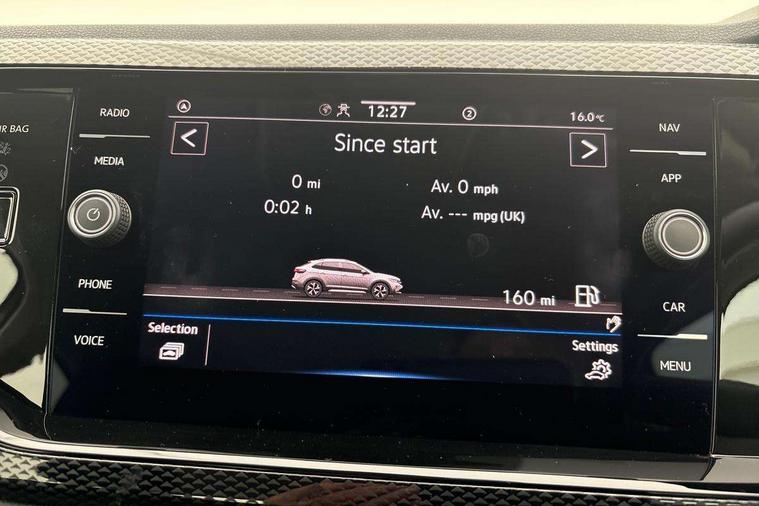 RADIO
MEDIA
PHONE
VOICE
NAV
APP
CAR
MENU
12:27
2
16.0°C
Since start
0 mi
Av. 0 mph
0:02 h
Av. --- mpg (UK)
160 mi
Selection
Settings